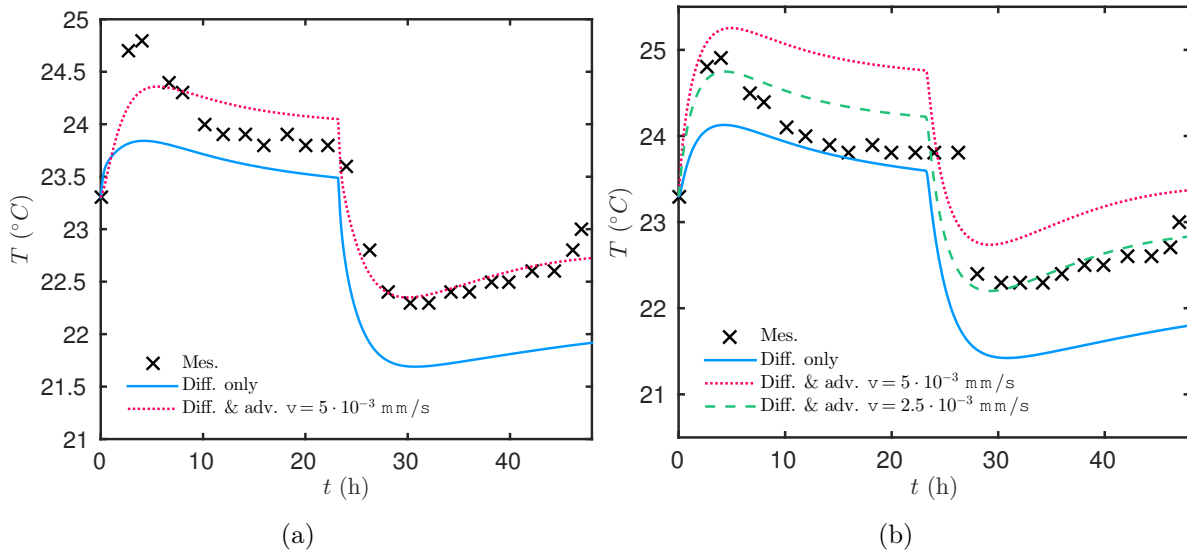 25
24.5
24
23.5
23
22.5
22
21.5
21
T (°C)
Mes.
Diff. only
Diff. & adv. v = 5 · 10⁻³ mm/s
0
10
20
30
40
t (h)
(a)
25
24
23
22
21
T (°C)
Mes.
Diff. only
Diff. & adv. v = 5 · 10⁻³ mm/s
Diff. & adv. v = 2.5 · 10⁻³ mm/s
0
10
20
30
40
t (h)
(b)